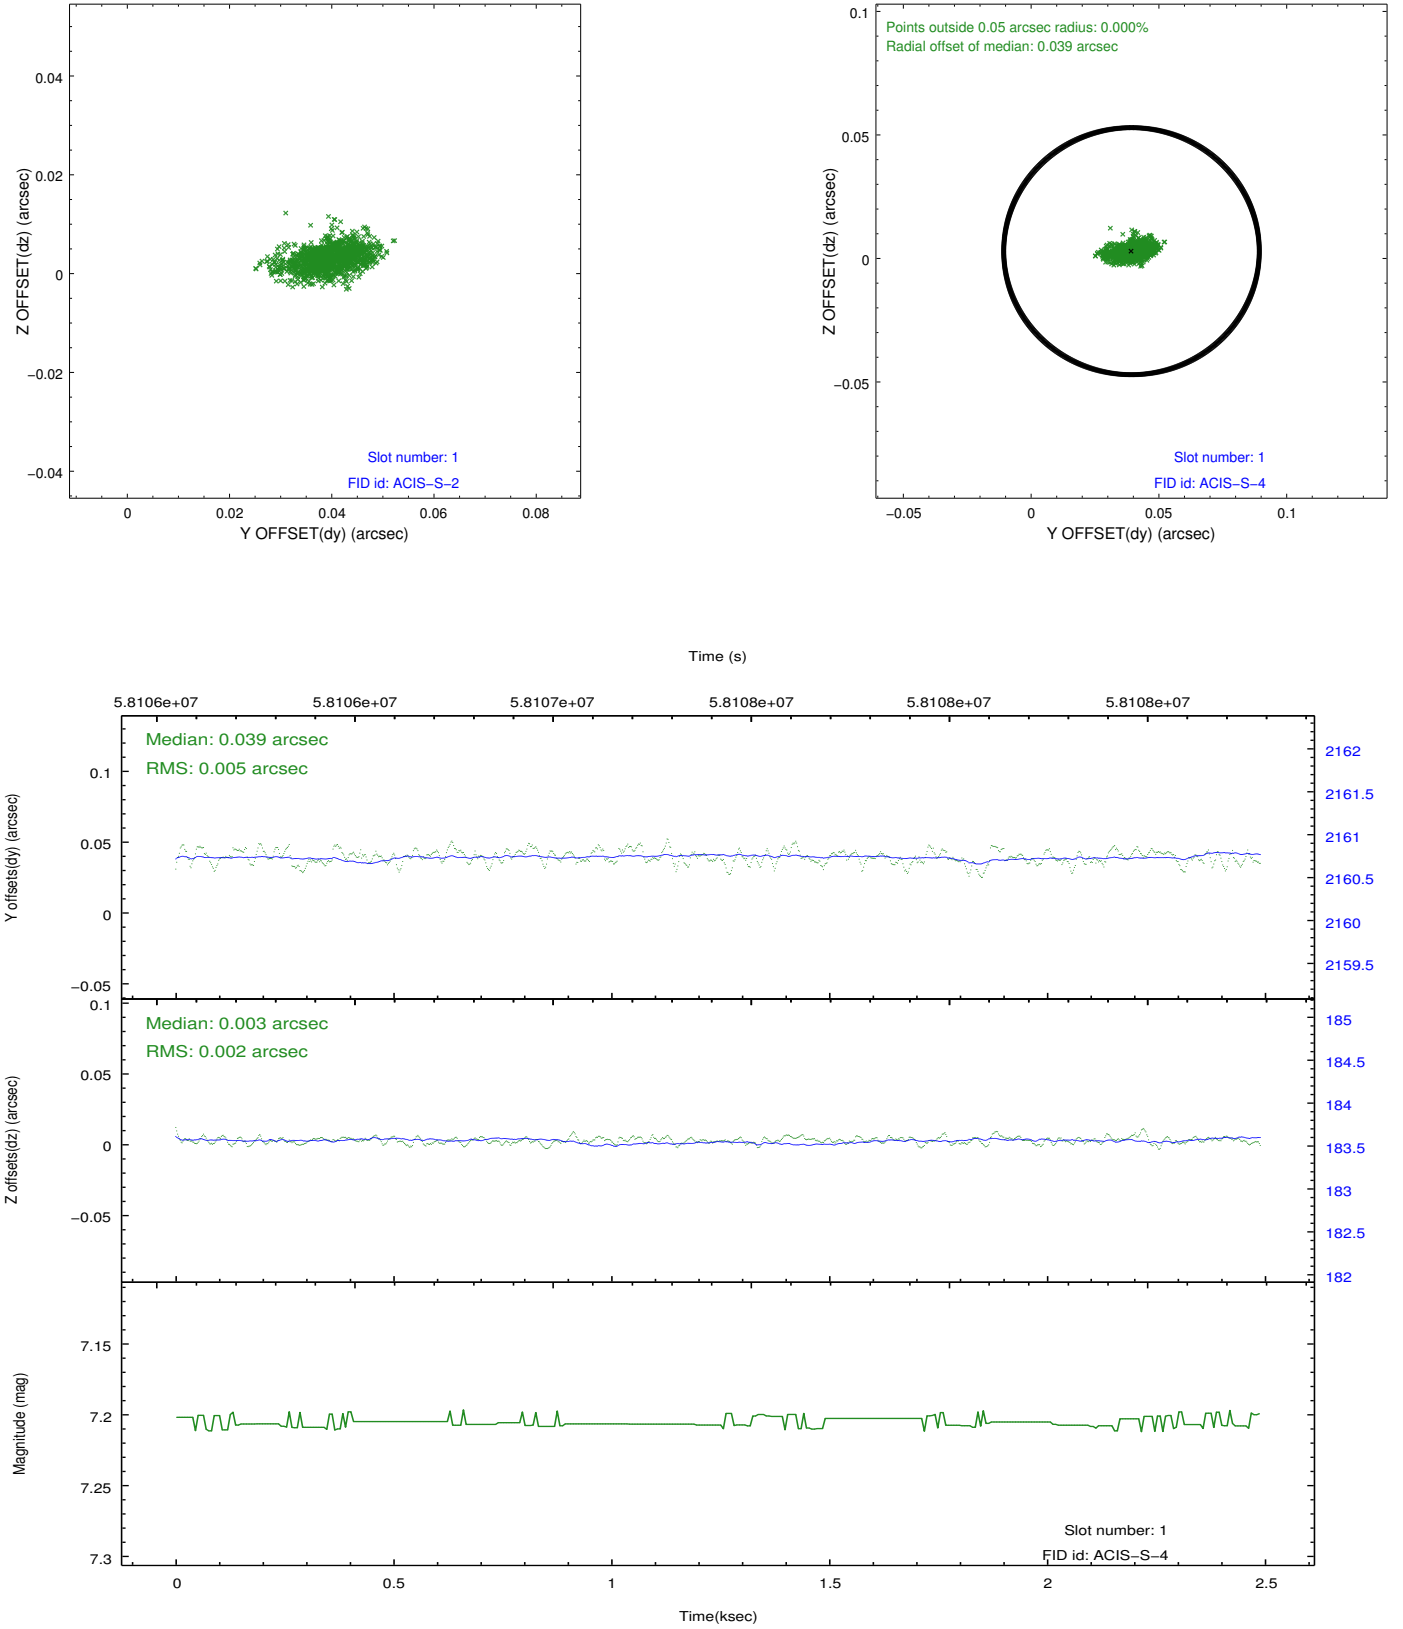 0.04
0.02
0
−0.02
−0.04
Z OFFSET(dz) (arcsec)
Slot number: 1
FID id: ACIS−S−2
0 0.02 0.04 0.06 0.08
Y OFFSET(dy) (arcsec)
Points outside 0.05 arcsec radius: 0.000%
Radial offset of median: 0.039 arcsec
0.1
0.05
0
−0.05
Z OFFSET(dz) (arcsec)
Slot number: 1
FID id: ACIS−S−4
−0.05 0 0.05 0.1
Y OFFSET(dy) (arcsec)
Time (s)
5.8106e+07 5.8106e+07 5.8107e+07 5.8108e+07 5.8108e+07 5.8108e+07
Median: 0.039 arcsec
RMS: 0.005 arcsec
0.1
0.05
0
−0.05
Y offsets(dy) (arcsec)
2162
2161.5
2161
2160.5
2160
2159.5
Median: 0.003 arcsec
RMS: 0.002 arcsec
0.1
0.05
0
−0.05
Z offsets(dz) (arcsec)
185
184.5
184
183.5
183
182.5
182
7.15
7.2
7.25
7.3
Magnitude (mag)
Slot number: 1
FID id: ACIS−S−4
0 0.5 1 1.5 2 2.5
Time(ksec)